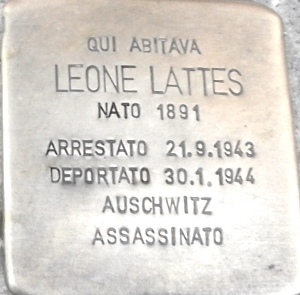 QUI ABITAVA
LEONE LATTES
NATO 1891
ARRESTATO 21.9.1943
DEPORTATO 30.1.1944
AUSCHWITZ
ASSASSINATO